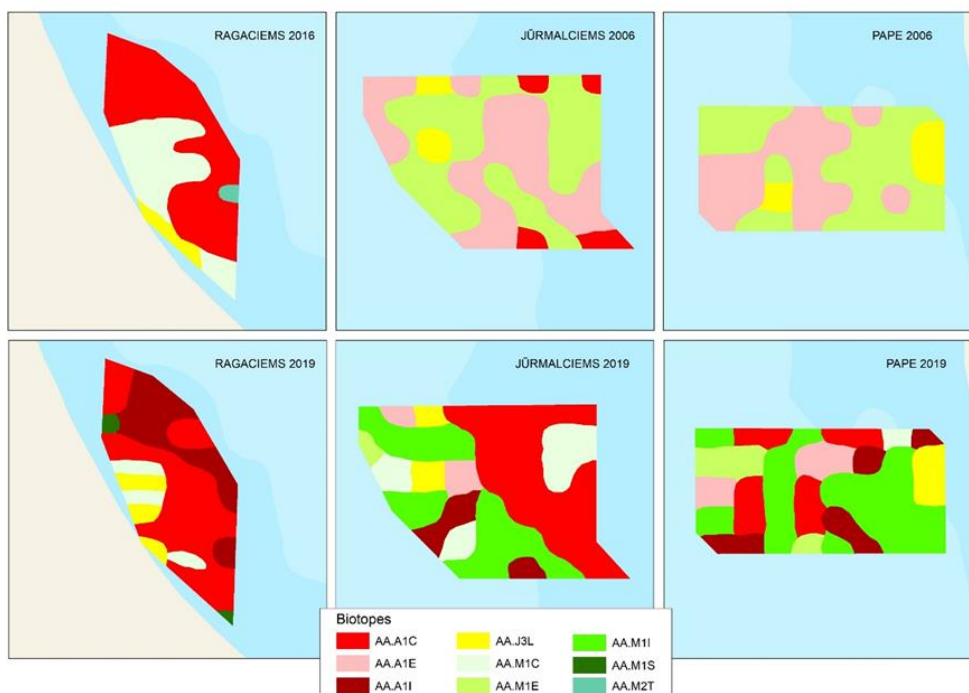 RAGACIEMS 2016
JŪRMALCIEMS 2006
PAPE 2006
RAGACIEMS 2019
JŪRMALCIEMS 2019
PAPE 2019
Biotopes
AA.A1C
AA.J3L
AA.M1I
AA.A1E
AA.M1C
AA.M1S
AA.A1I
AA.M1E
AA.M2T